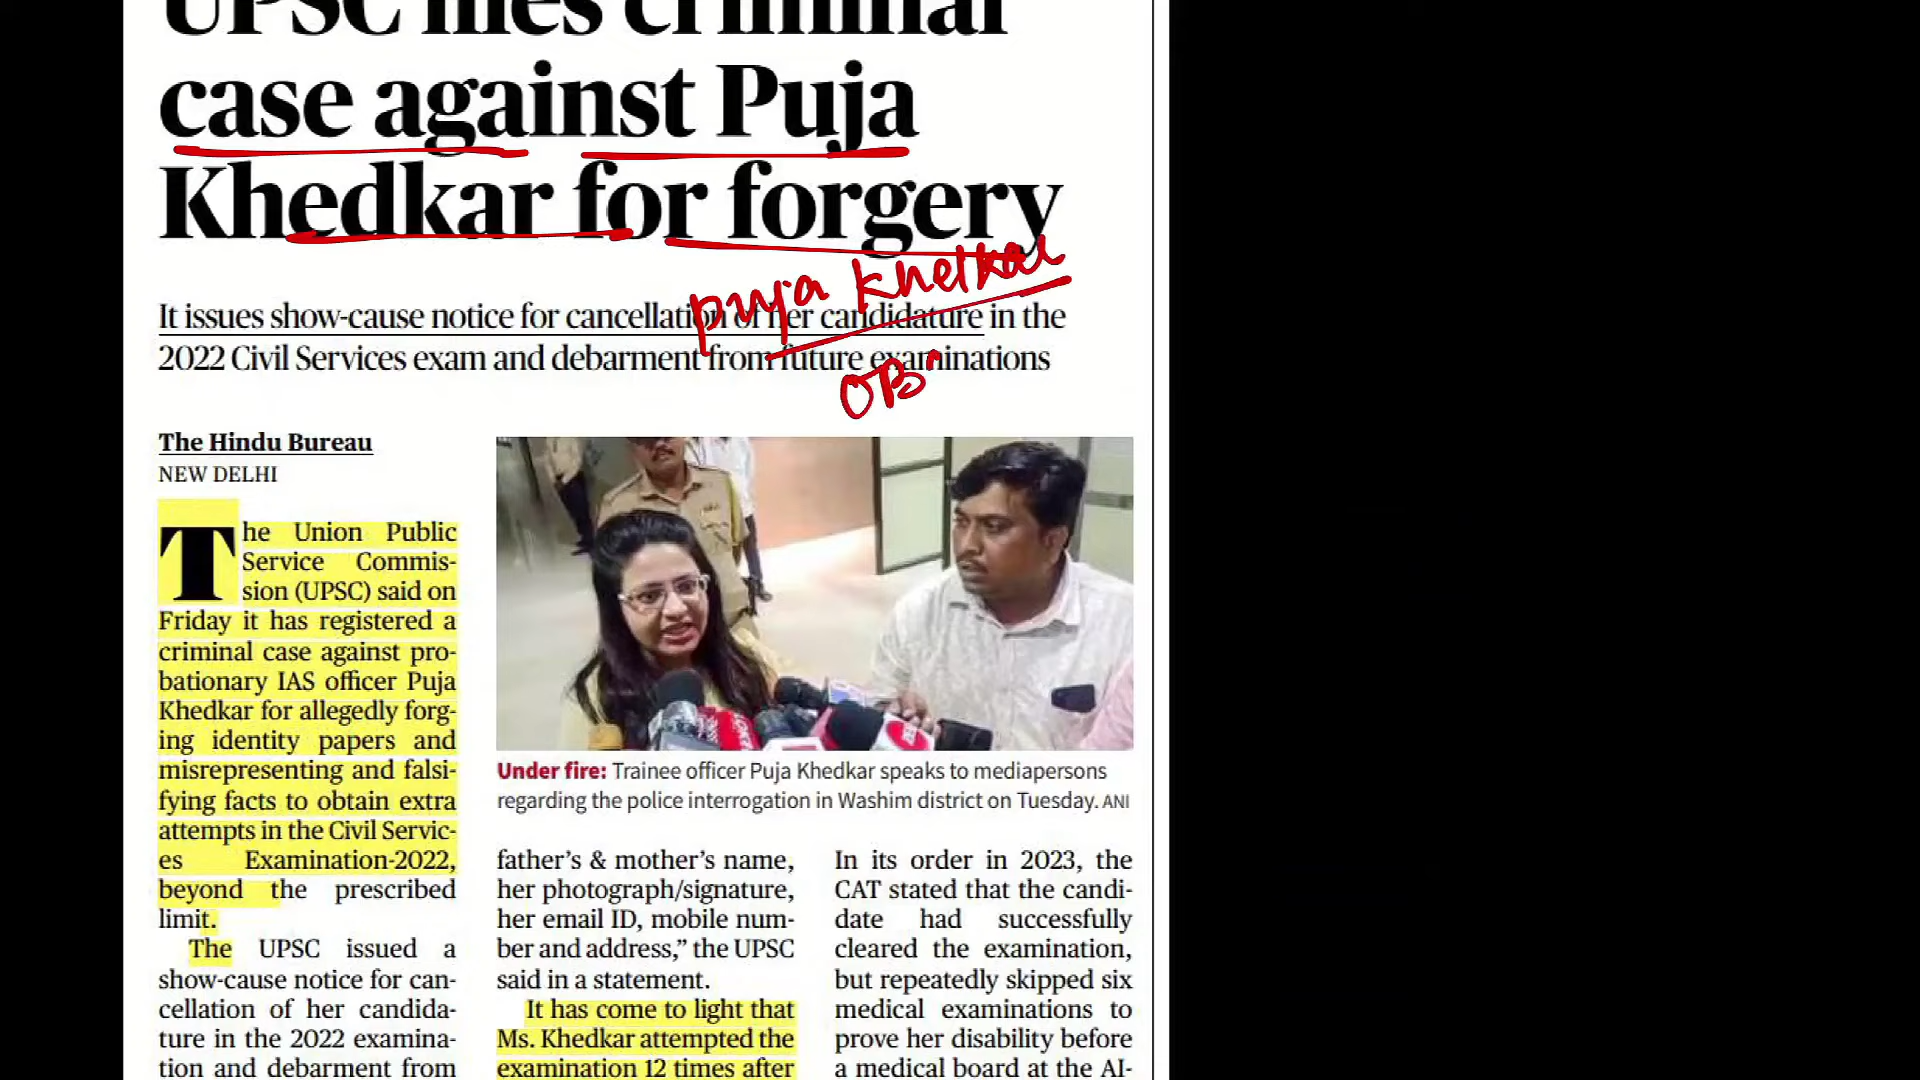 UPSC files criminal
case against Puja
Khedkar for forgery
puja Khelkar
It issues show-cause notice for cancellation of her candidature in the
2022 Civil Services exam and debarment from future examinations
OB
The Hindu Bureau
NEW DELHI
The Union Public
Service Commis-
sion (UPSC) said on
Friday it has registered a
criminal case against pro-
bationary IAS officer Puja
Khedkar for allegedly forg-
ing identity papers and
misrepresenting and falsi-
fying facts to obtain extra
attempts in the Civil Servic-
es Examination-2022,
beyond the prescribed
limit.
The UPSC issued a
show-cause notice for can-
cellation of her candida-
ture in the 2022 examina-
tion and debarment from
Under fire: Trainee officer Puja Khedkar speaks to mediapersons
regarding the police interrogation in Washim district on Tuesday. ANI
father's & mother's name,
her photograph/signature,
her email ID, mobile num-
ber and address,” the UPSC
said in a statement.
It has come to light that
Ms. Khedkar attempted the
examination 12 times after
In its order in 2023, the
CAT stated that the candi-
date had successfully
cleared the examination,
but repeatedly skipped six
medical examinations to
prove her disability before
a medical board at the AI-